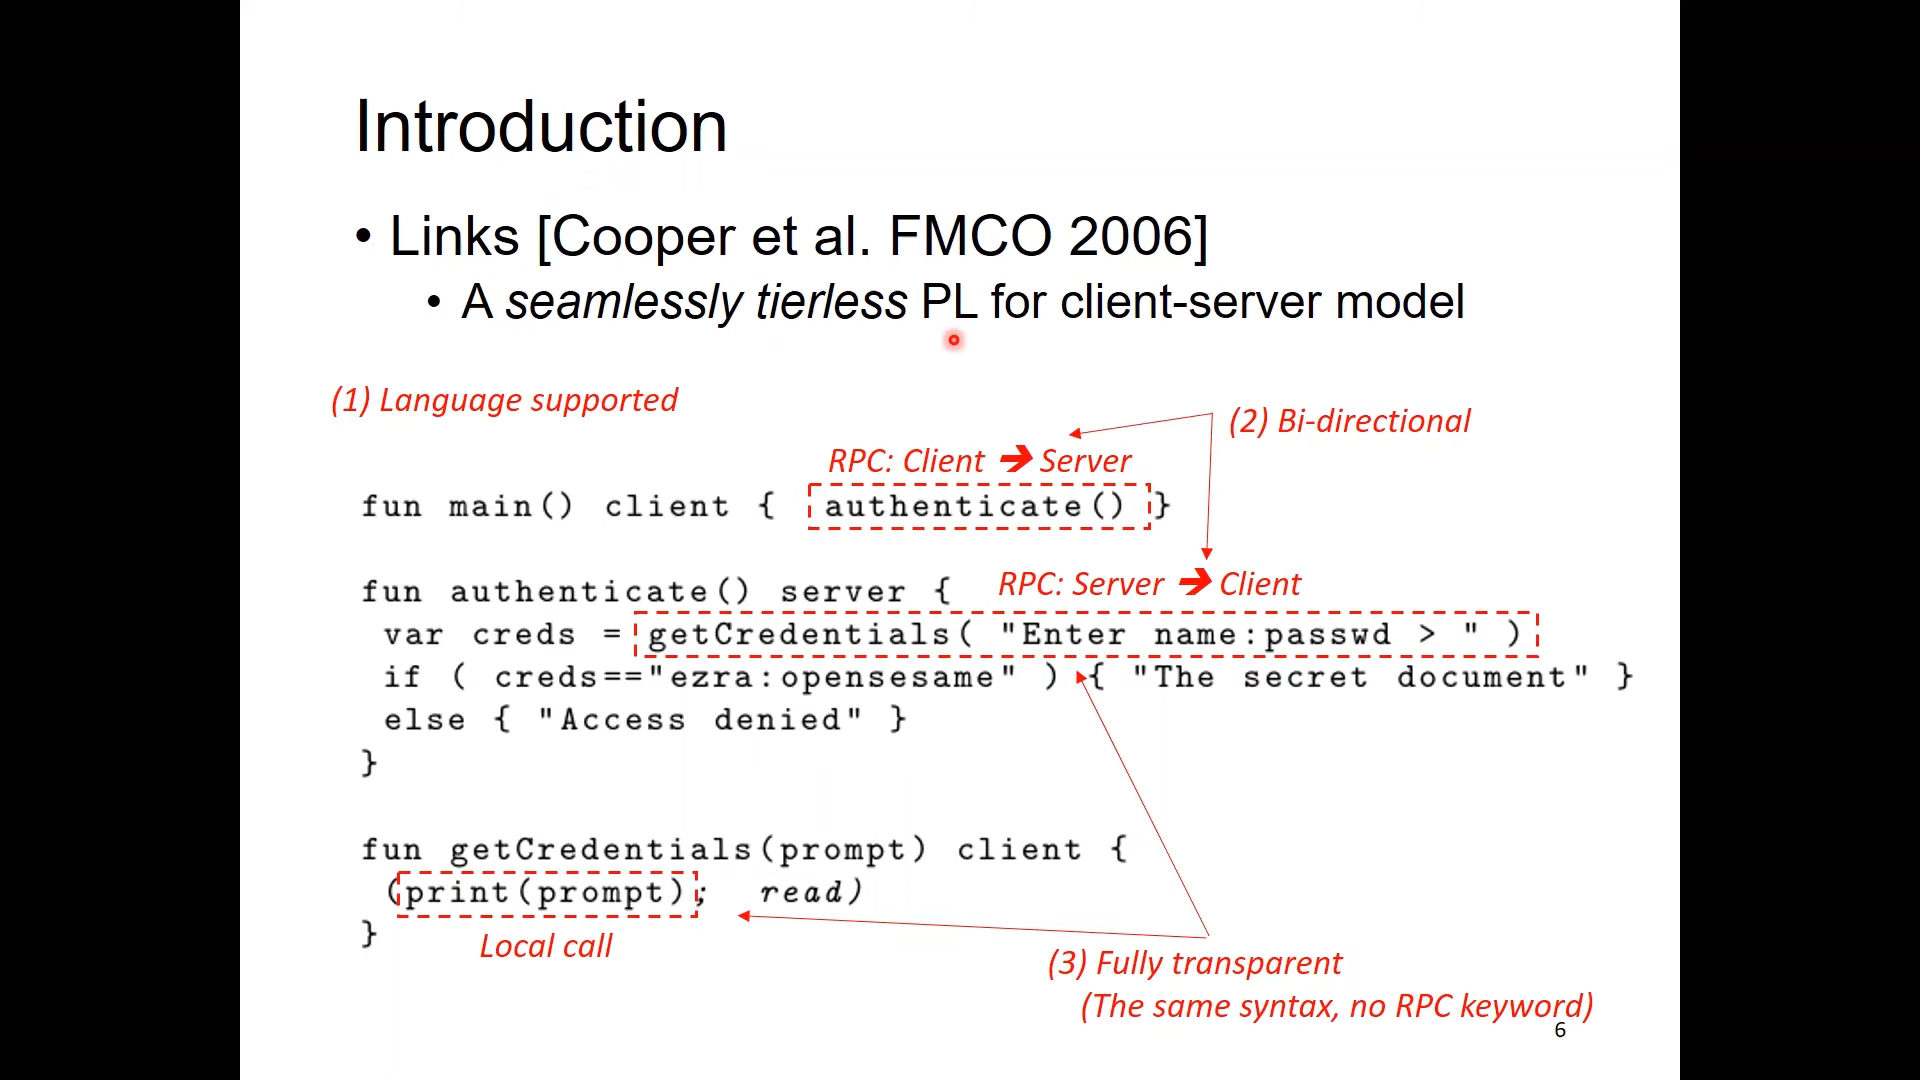 Introduction
• Links [Cooper et al. FMCO 2006]
• A seamlessly tierless PL for client-server model
(1) Language supported
(2) Bi-directional
RPC: Client ➔ Server
fun main() client { authenticate() }
fun authenticate() server {
RPC: Server ➔ Client
var creds = getCredentials( "Enter name:passwd > " )
if ( creds=="ezra:opensesame" ) { "The secret document" }
else { "Access denied" }
}
fun getCredentials(prompt) client {
(print(prompt); read)
}
Local call
(3) Fully transparent
(The same syntax, no RPC keyword)
6